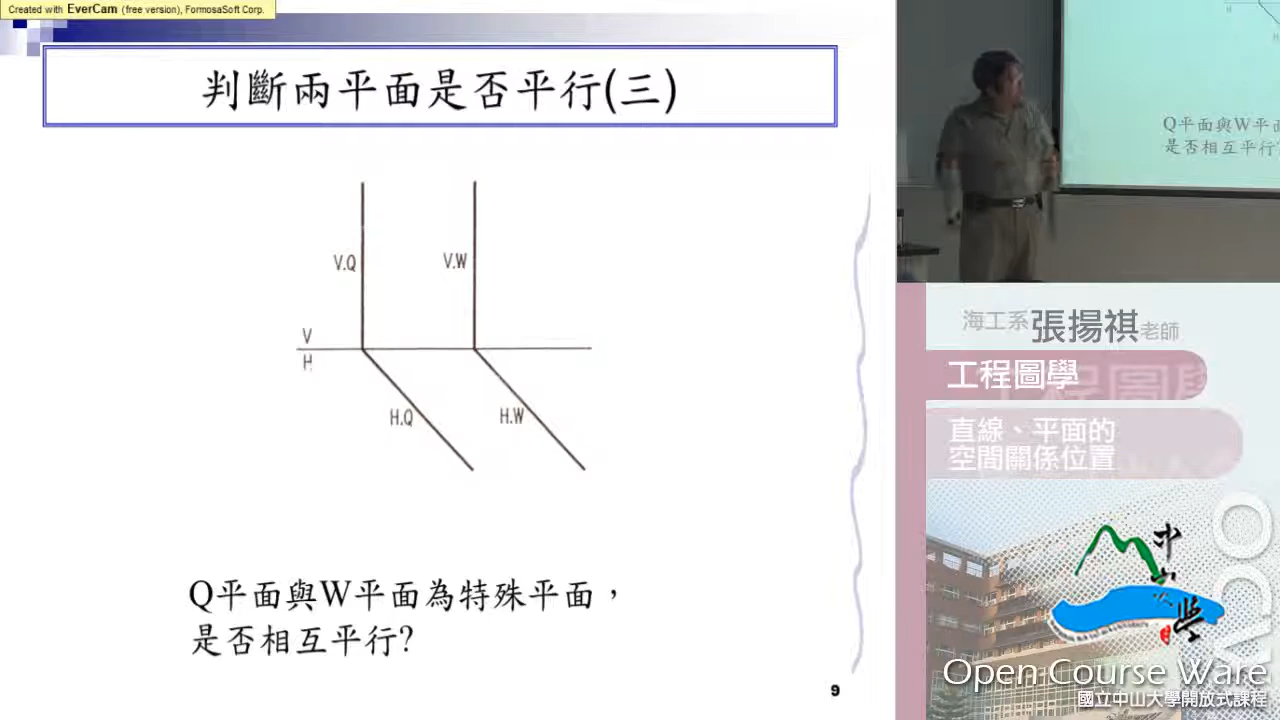 Created with EverCam (free version), FormosaSoft Corp.
判斷兩平面是否平行(三)
V.Q
V.W
V
H
H.Q
H.W
Q平面與W平面為特殊平面，
是否相互平行?
9
Q平面與W平面
是否相互平行?
海工系張揚祺老師
工程圖學
直線、平面的
空間關係位置
中山大學
Open Course Ware
國立中山大學開放式課程